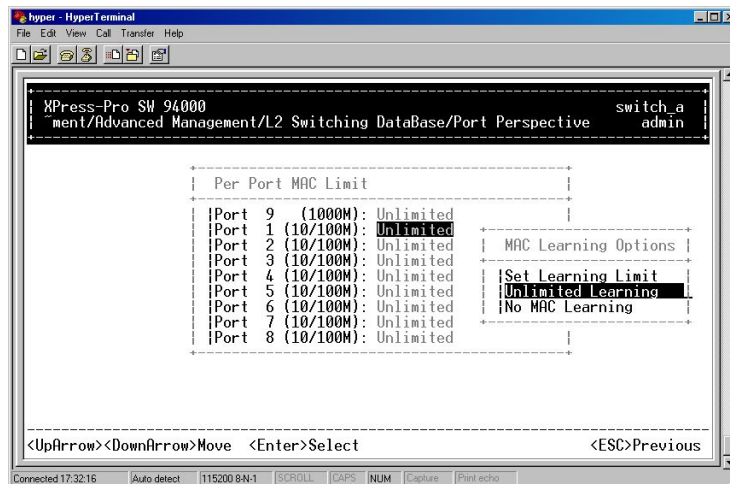 hyper - HyperTerminal
File Edit View Call Transfer Help
XPress-Pro SW 94000 switch_a
~ment/Advanced Management/L2 Switching DataBase/Port Perspective admin
Per Port MAC Limit
Port 9 (1000M): Unlimited
Port 1 (10/100M): Unlimited
Port 2 (10/100M): Unlimited
Port 3 (10/100M): Unlimited
Port 4 (10/100M): Unlimited
Port 5 (10/100M): Unlimited
Port 6 (10/100M): Unlimited
Port 7 (10/100M): Unlimited
Port 8 (10/100M): Unlimited
MAC Learning Options
Set Learning Limit
Unlimited Learning
No MAC Learning
<UpArrow><DownArrow>Move <Enter>Select <ESC>Previous
Connected 17:32:16 Auto detect 115200 8-N-1 SCROLL CAPS NUM Capture Print echo